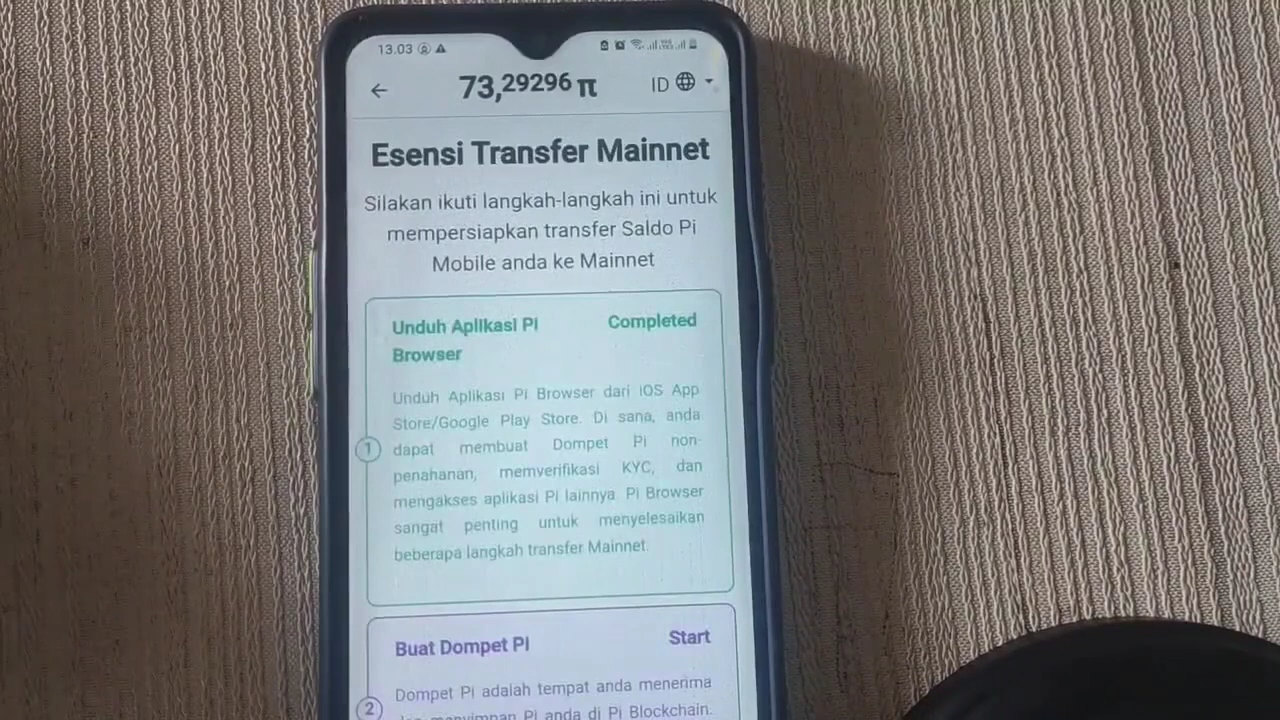 13.03
73,29296 π ID
Esensi Transfer Mainnet
Silakan ikuti langkah-langkah ini untuk
mempersiapkan transfer Saldo Pi
Mobile anda ke Mainnet
Unduh Aplikasi Pi Completed
Browser
Unduh Aplikasi Pi Browser dari iOS App
Store/Google Play Store. Di sana, anda
dapat membuat Dompet Pi non-
penahanan, memverifikasi KYC, dan
mengakses aplikasi Pi lainnya. Pi Browser
sangat penting untuk menyelesaikan
beberapa langkah transfer Mainnet.
1
Buat Dompet Pi Start
Dompet Pi adalah tempat anda menerima
2
menyimpan Pi anda di Pi Blockchain.